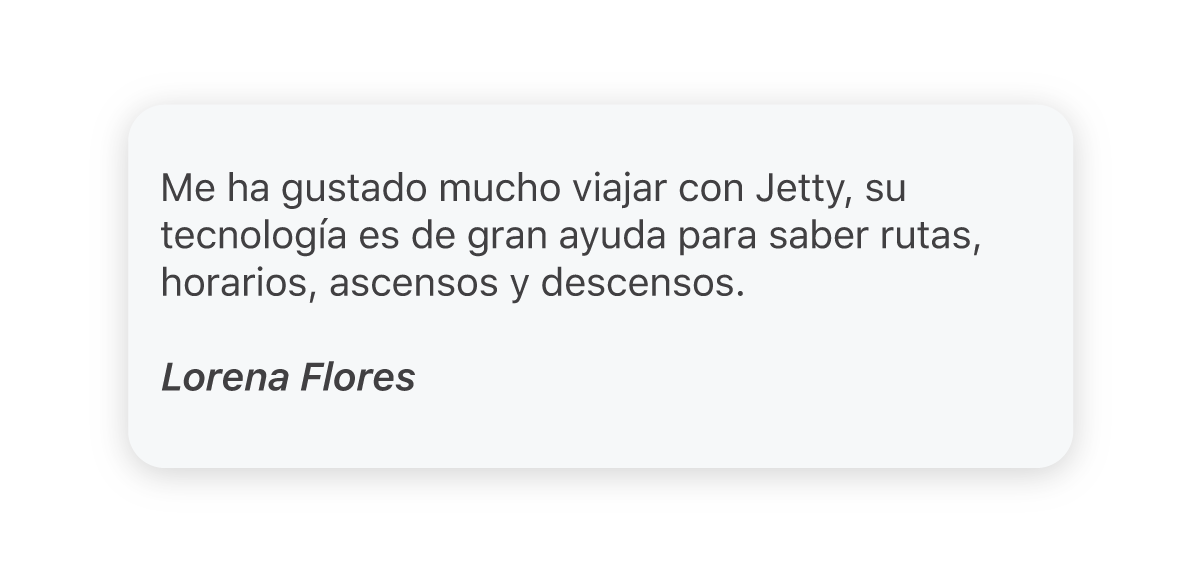 Me ha gustado mucho viajar con Jetty, su
tecnología es de gran ayuda para saber rutas,
horarios, ascensos y descensos.
Lorena Flores